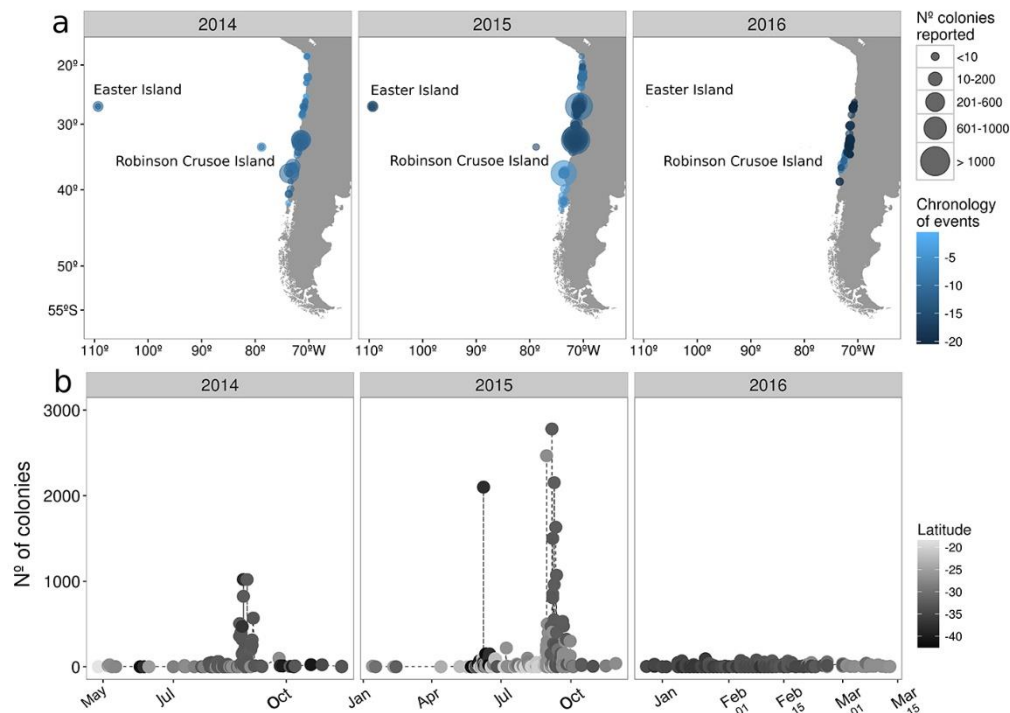 a
2014
2015
2016
20º
30º
40º
50º
55ºS
Easter Island
Robinson Crusoe Island
Easter Island
Robinson Crusoe Island
Easter Island
Robinson Crusoe Island
110º 100º 90º 80º 70ºW
110º 100º 90º 80º 70ºW
110º 100º 90º 80º 70ºW
Nº colonies
reported
<10
10-200
201-600
601-1000
> 1000
Chronology
of events
-5
-10
-15
-20
b
2014
2015
2016
Nº of colonies
3000
2000
1000
0
May Jul Oct
Jan Apr Jul Oct
Jan Feb 01 Feb 15 Mar 01 Mar 15
Latitude
-20
-25
-30
-35
-40